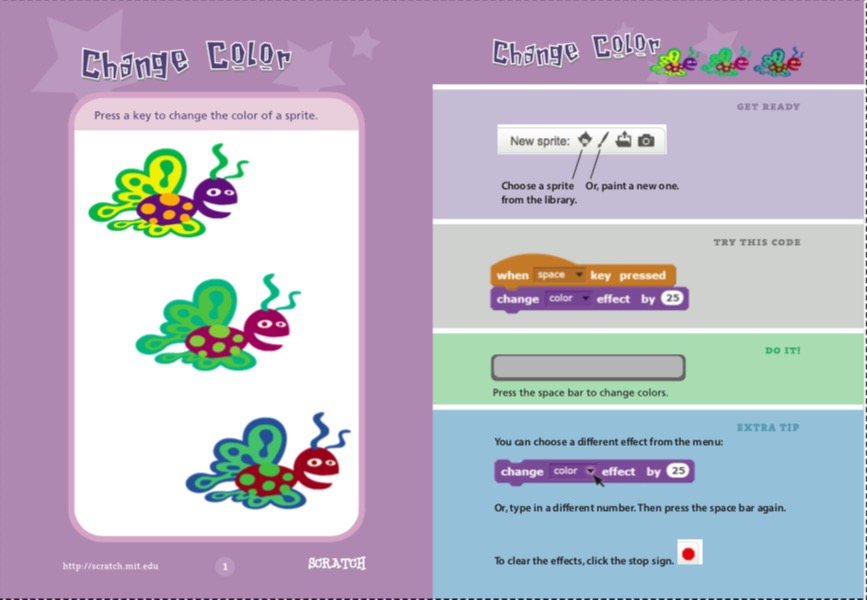 Change Color
Press a key to change the color of a sprite.
http://scratch.mit.edu
1
SCRATCH
Change Color
GET READY
New sprite:
Choose a sprite
from the library.
Or, paint a new one.
TRY THIS CODE
when space key pressed
change color effect by 25
DO IT!
Press the space bar to change colors.
EXTRA TIP
You can choose a different effect from the menu:
change color effect by 25
Or, type in a different number. Then press the space bar again.
To clear the effects, click the stop sign.